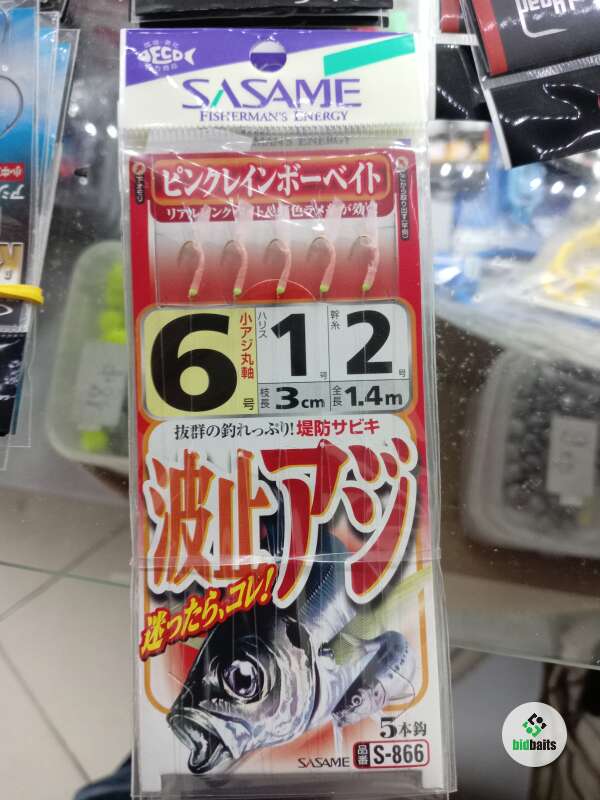 DECO
SASAME
FISHERMAN'S ENERGY
ピンクレインボーベイト
6
小アジ丸軸
号
ハリス
1
号
幹糸
2
号
枝長
3cm
全長
1.4m
抜群の釣れっぷり!堤防サビキ
波止アジ
迷ったら、コレ!
5本鈎
SASAME
品番
S-866
bidbaits